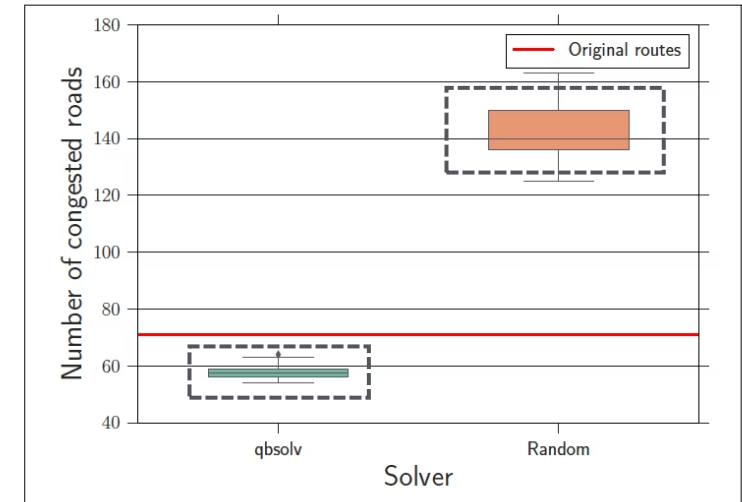 180
Original routes
160
140
120
100
80
60
40
Number of congested roads
qbsolv
Random
Solver